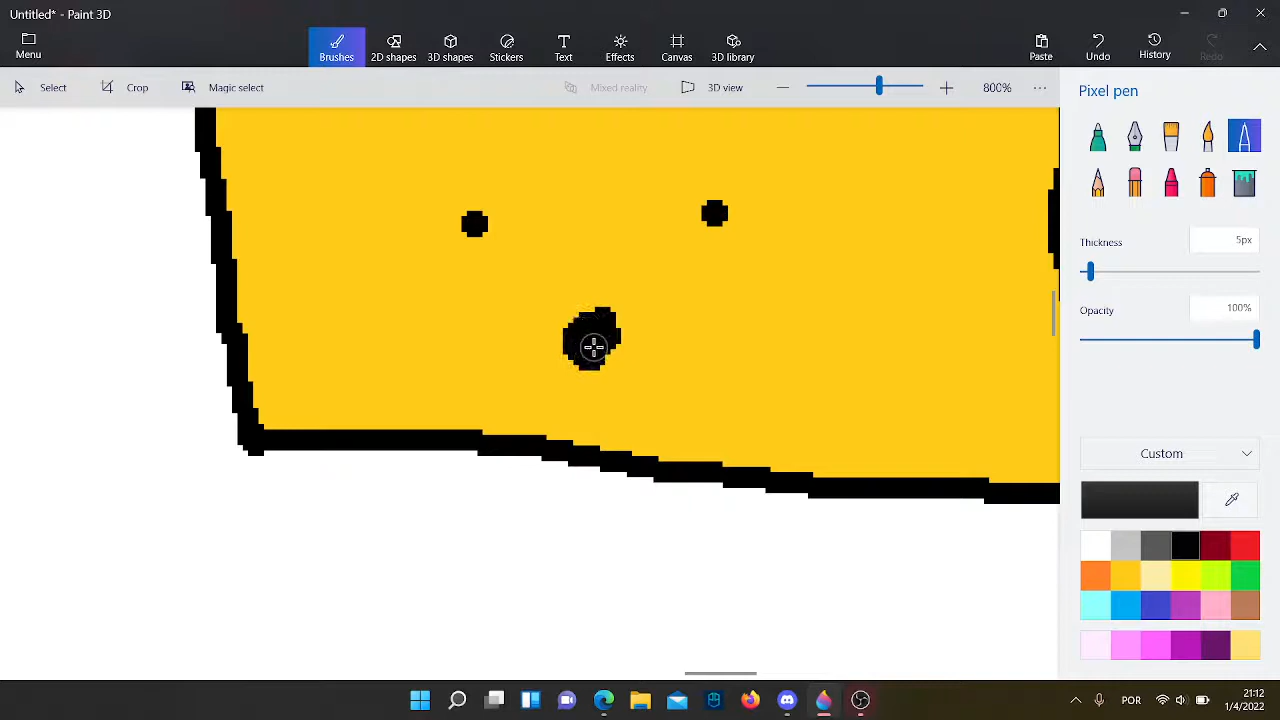 Untitled* - Paint 3D
Menu
Brushes
2D shapes
3D shapes
Stickers
Text
Effects
Canvas
3D library
Paste
Undo
History
Redo
Select
Crop
Magic select
Mixed reality
3D view
800%
Pixel pen
Thickness
5px
Opacity
100%
Custom
POR
21:12
1/4/2022